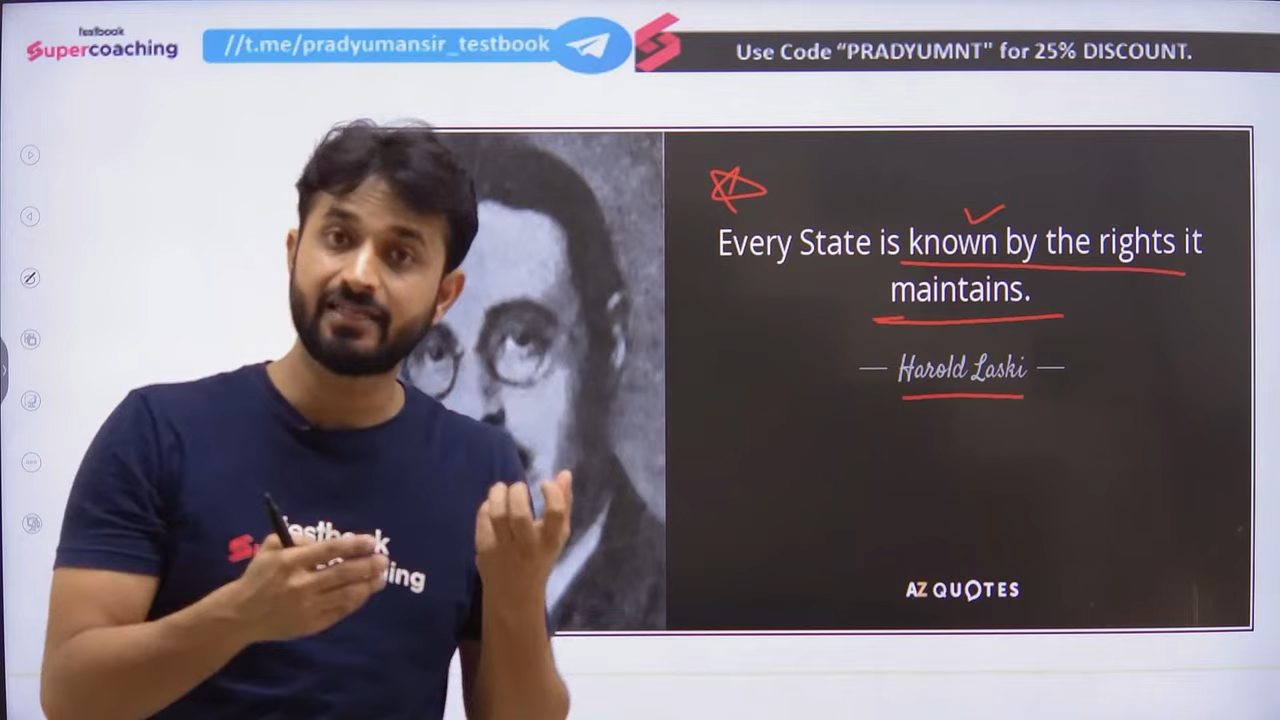 testbook
Supercoaching
//t.me/pradyumansir_testbook
Use Code “PRADYUMNT" for 25% DISCOUNT.
Every State is known by the rights it
maintains.
— Harold Laski —
AZ QUOTES